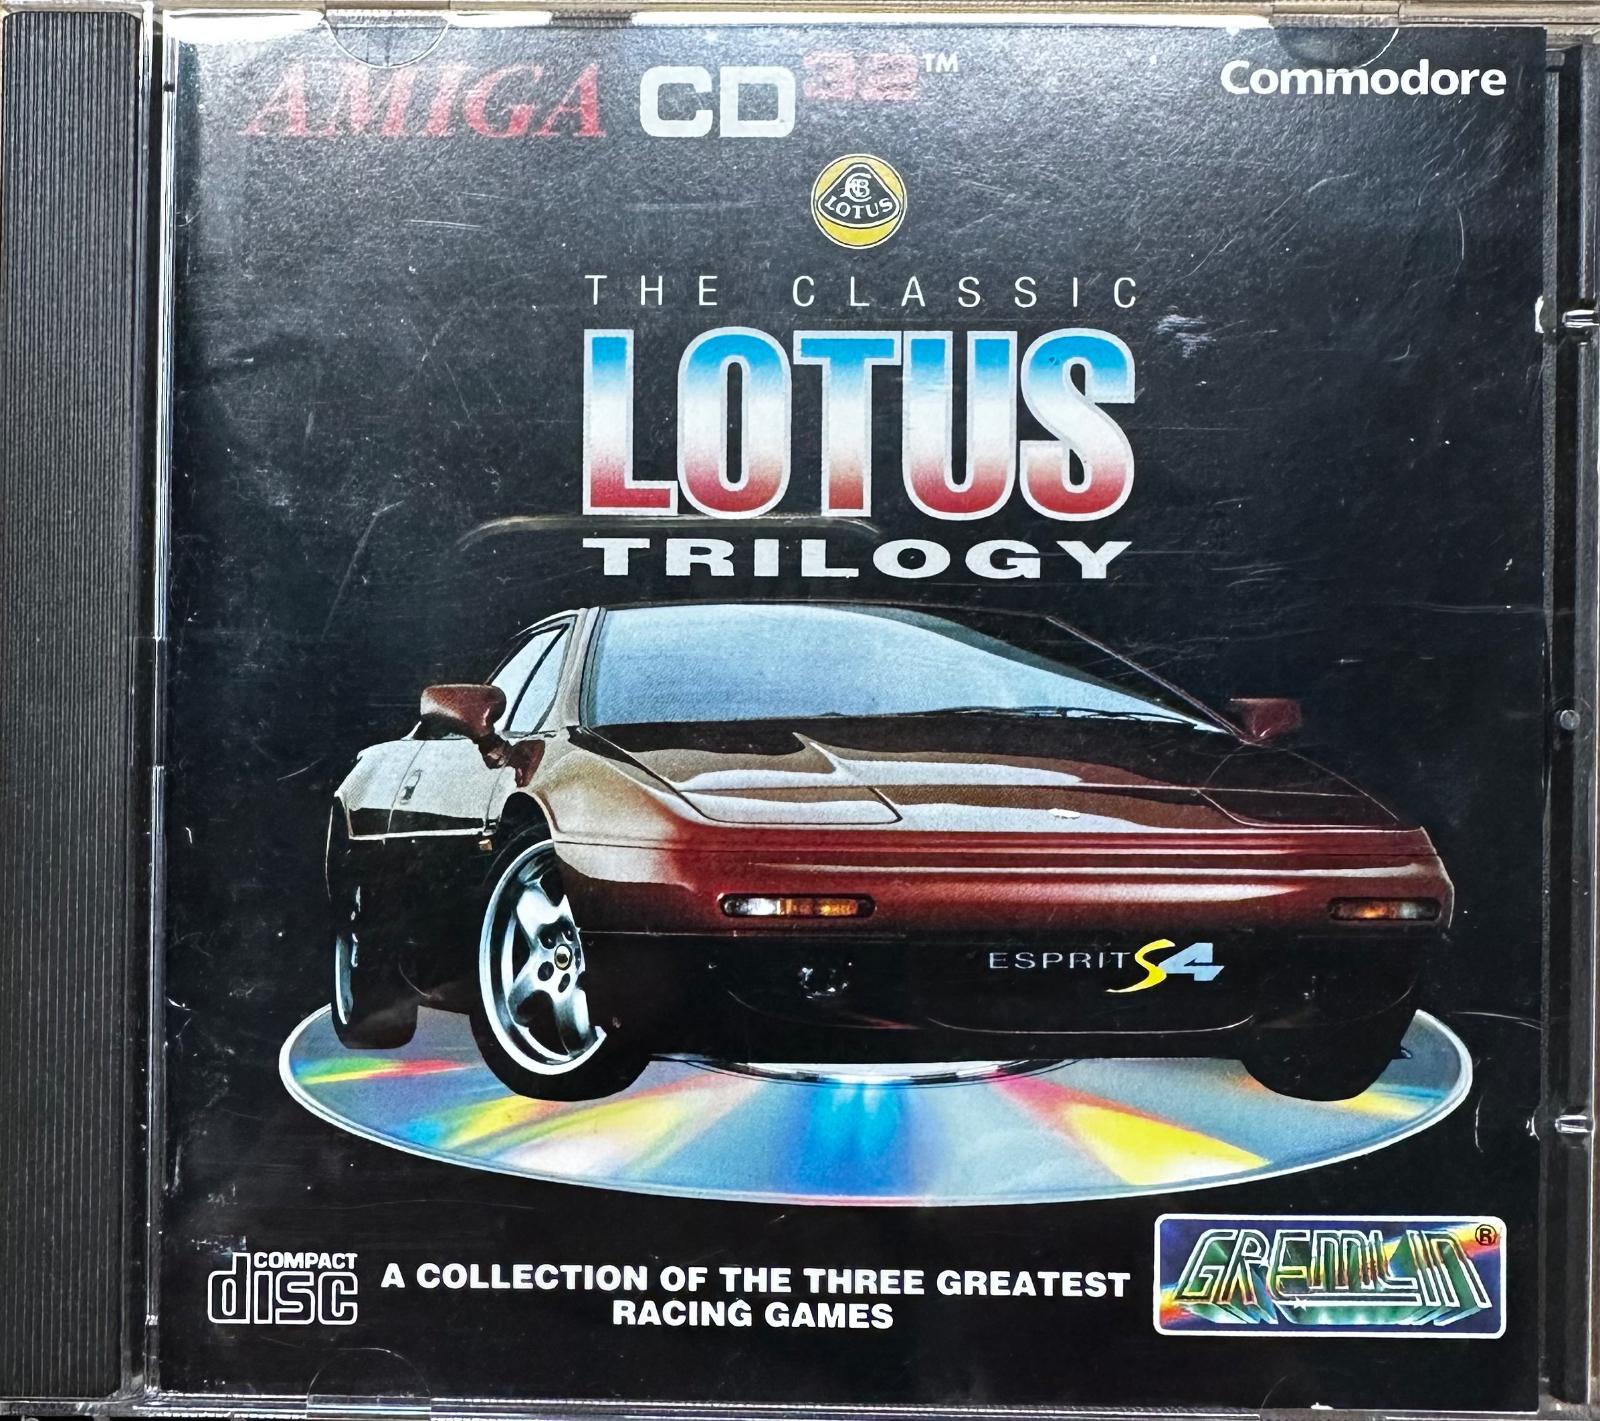 AMIGA CD32™
Commodore
LOTUS
THE CLASSIC
LOTUS
TRILOGY
ESPRIT S4
COMPACT
disc
A COLLECTION OF THE THREE GREATEST
RACING GAMES
GREMLIN®